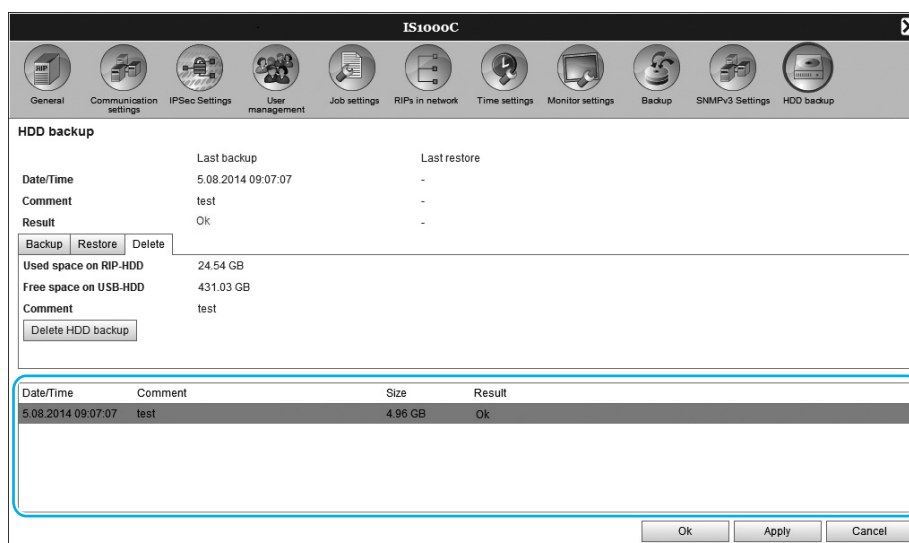 IS1000C
RIP
General Communication settings IPSec Settings User management Job settings RIPs in network Time settings Monitor settings Backup SNMPv3 Settings HDD backup
HDD backup
Last backup Last restore
Date/Time 5.08.2014 09:07:07 -
Comment test -
Result Ok -
Backup Restore Delete
Used space on RIP-HDD 24.54 GB
Free space on USB-HDD 431.03 GB
Comment test
Delete HDD backup
Date/Time Comment Size Result
5.08.2014 09:07:07 test 4.96 GB Ok
Ok Apply Cancel